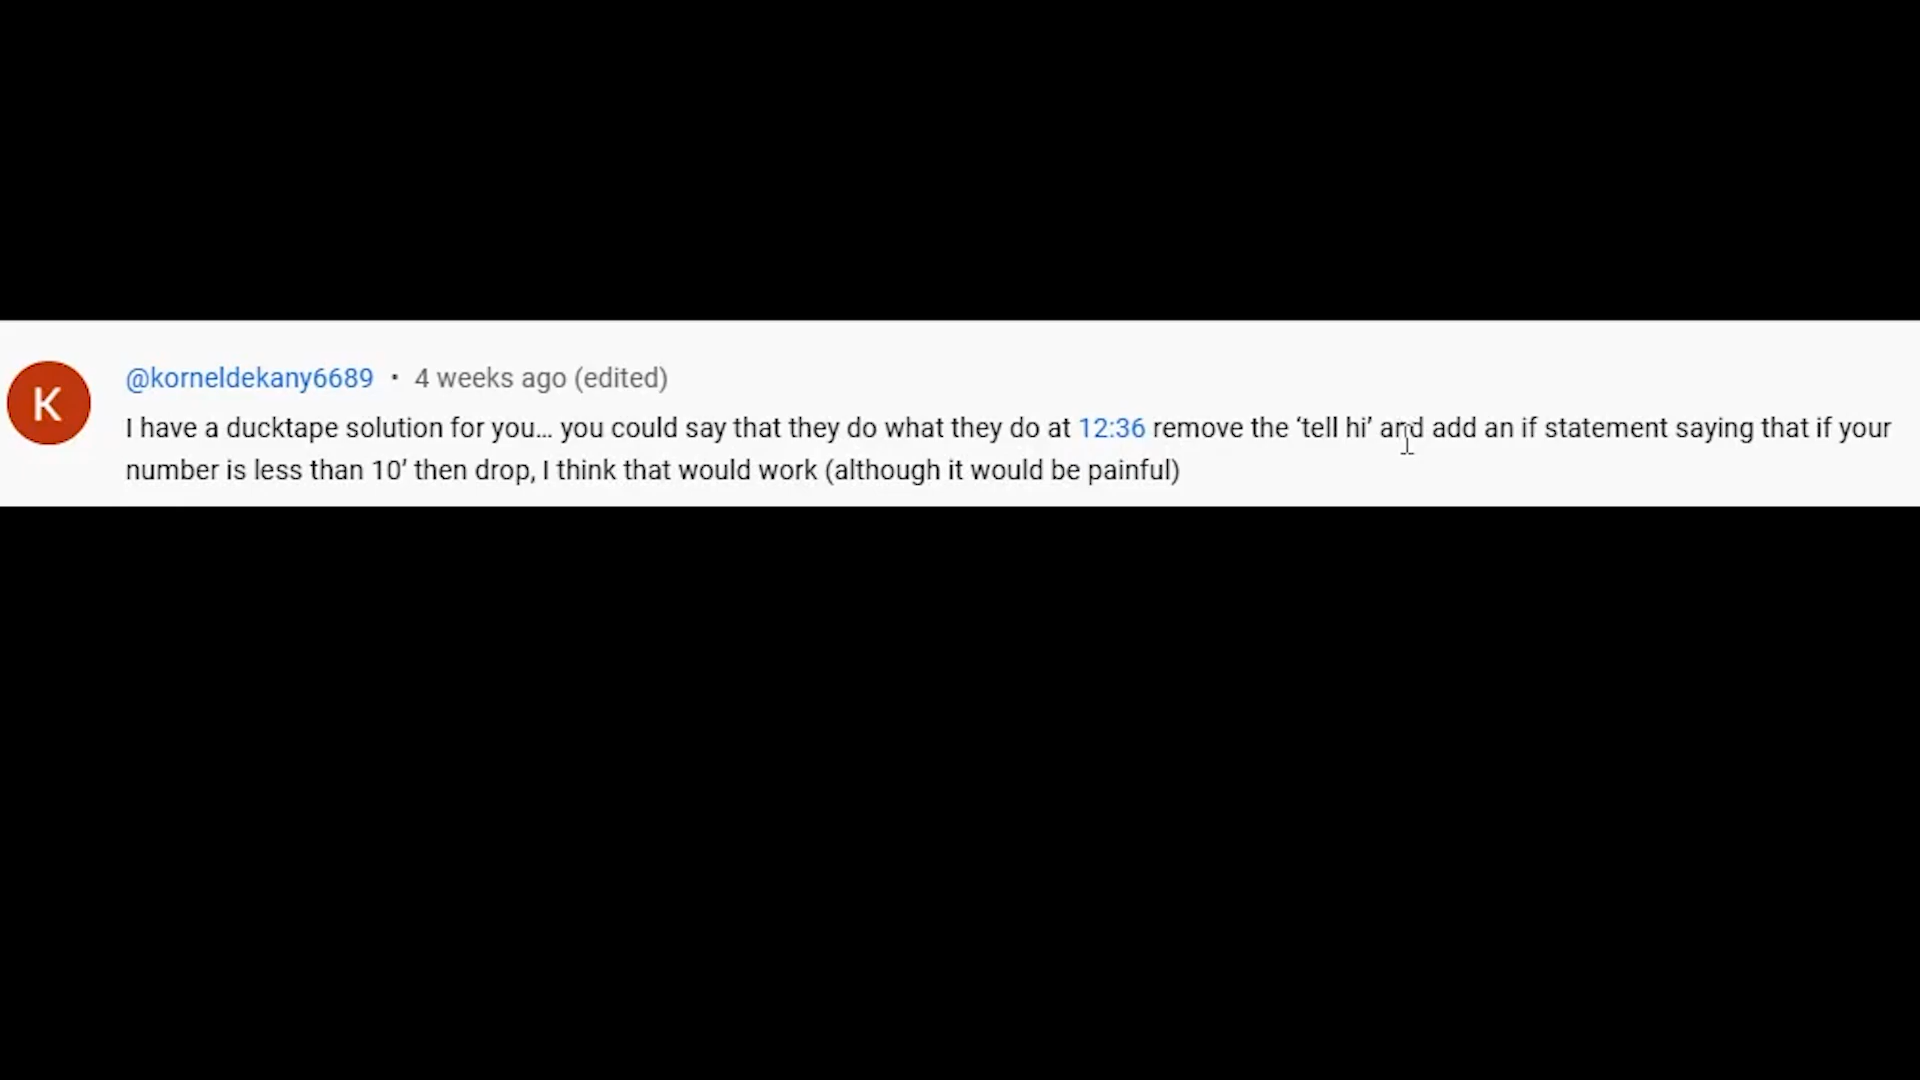 K
@korneldekany6689 • 4 weeks ago (edited)
I have a ducktape solution for you... you could say that they do what they do at 12:36 remove the ‘tell hi’ and add an if statement saying that if your
number is less than 10’ then drop, I think that would work (although it would be painful)